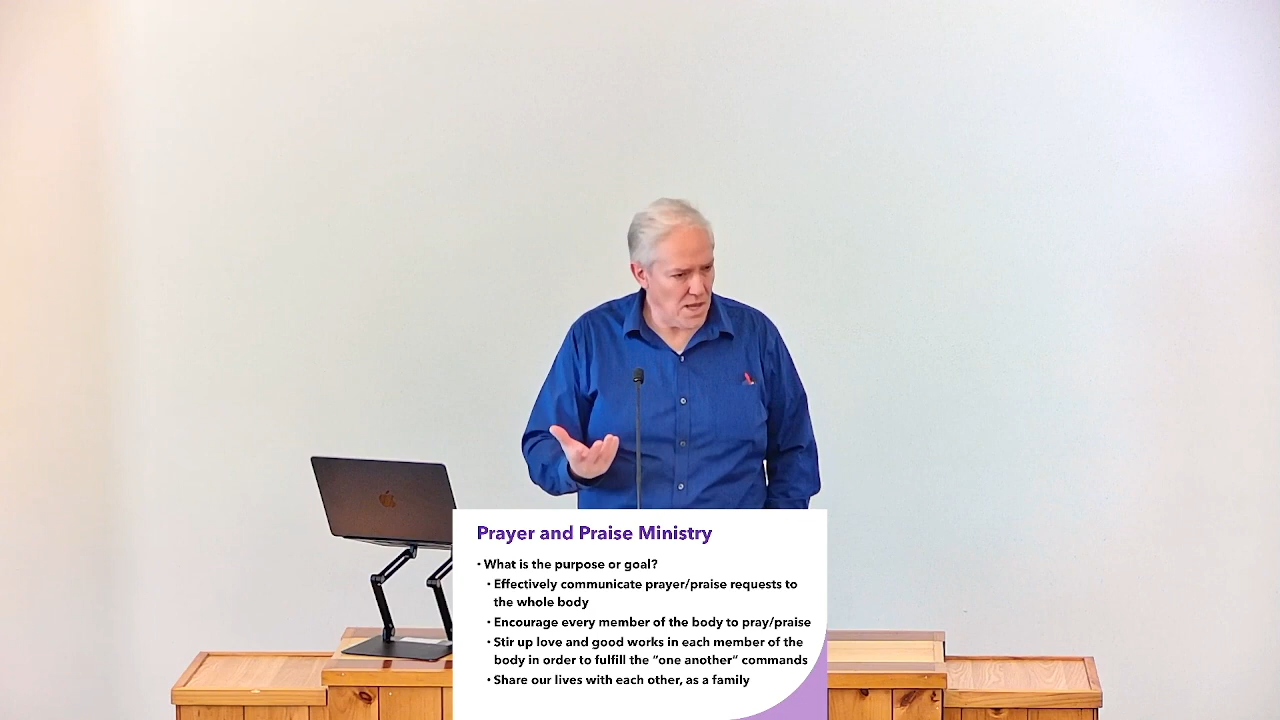 Prayer and Praise Ministry
• What is the purpose or goal?
• Effectively communicate prayer/praise requests to
the whole body
• Encourage every member of the body to pray/praise
• Stir up love and good works in each member of the
body in order to fulfill the “one another” commands
• Share our lives with each other, as a family